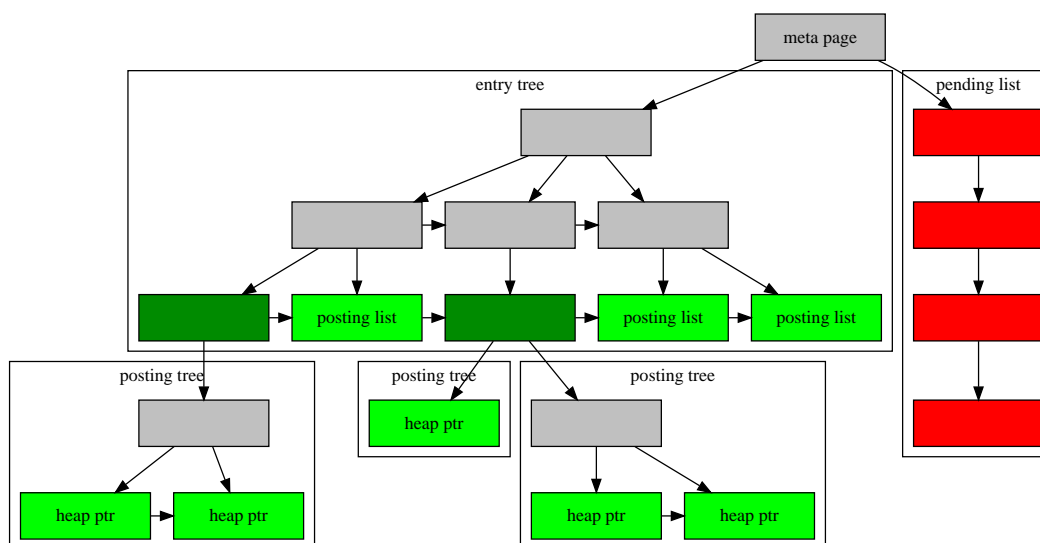 meta page
entry tree
pending list
posting list
posting list
posting list
posting tree
posting tree
posting tree
heap ptr
heap ptr
heap ptr
heap ptr
heap ptr